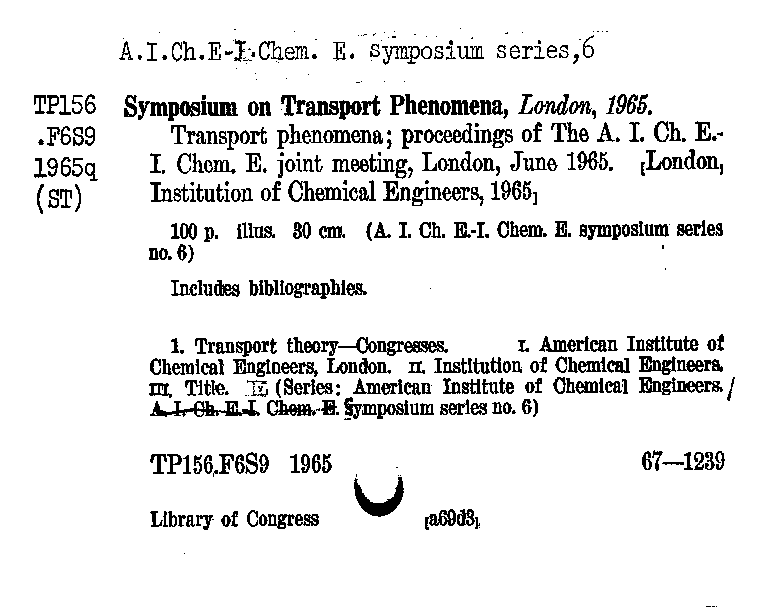 A.I.Ch.E-I.Chem. E. symposium series,6
TP156 Symposium on Transport Phenomena, London, 1965.
.F6S9 Transport phenomena; proceedings of The A. I. Ch. E.-
1965q I. Chem. E. joint meeting, London, June 1965. [London,
(ST) Institution of Chemical Engineers, 1965]
100 p. illus. 30 cm. (A. I. Ch. E.-I. Chem. E. symposium series
no. 6)
Includes bibliographies.
1. Transport theory—Congresses. I. American Institute of
Chemical Engineers, London. II. Institution of Chemical Engineers.
III. Title. (Series: American Institute of Chemical Engineers. /
A. I. Ch. E.-I. Chem. E. Symposium series no. 6)
TP156.F6S9 1965 67—1239
Library of Congress [a69d3]